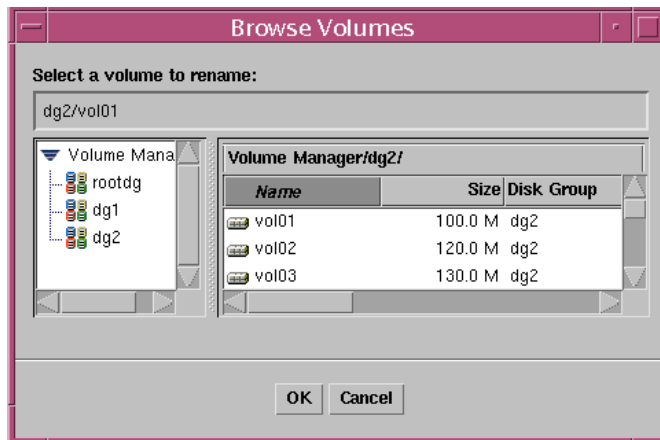 Browse Volumes
Select a volume to rename:
dg2/vol01
Volume Mana
rootdg
dg1
dg2
Volume Manager/dg2/
Name Size Disk Group
vol01 100.0 M dg2
vol02 120.0 M dg2
vol03 130.0 M dg2
OK Cancel